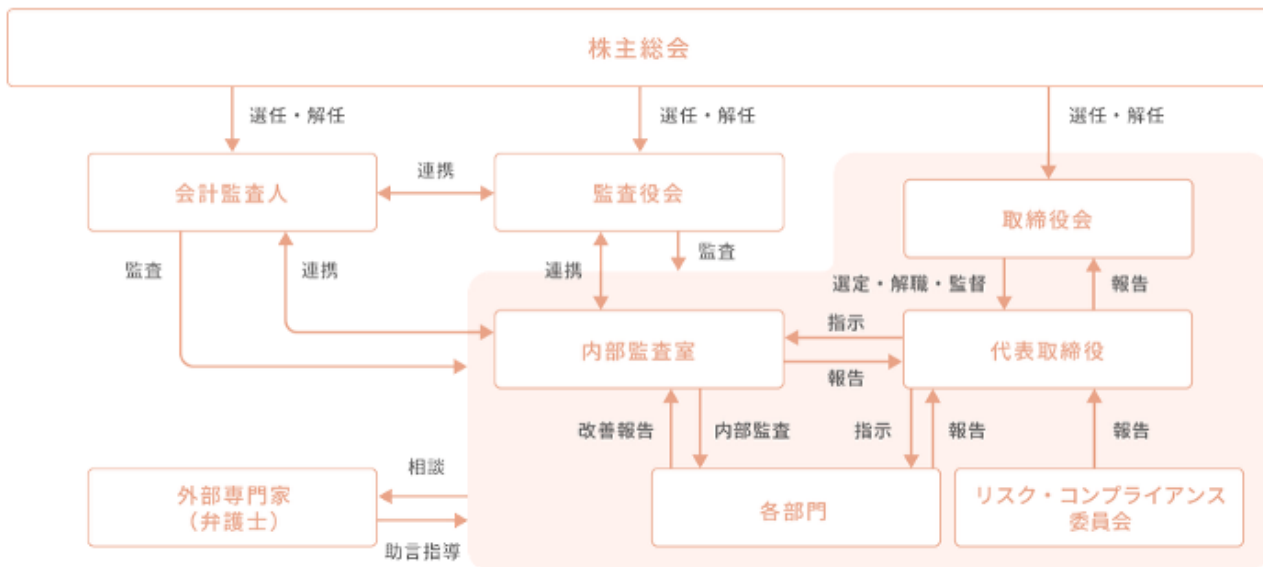 株主総会
選任・解任
選任・解任
選任・解任
会計監査人
連携
監査役会
取締役会
監査
連携
連携
監査
選定・解職・監督
報告
内部監査室
指示
報告
代表取締役
改善報告
内部監査
指示
報告
報告
外部専門家
（弁護士）
相談
助言指導
各部門
リスク・コンプライアンス
委員会